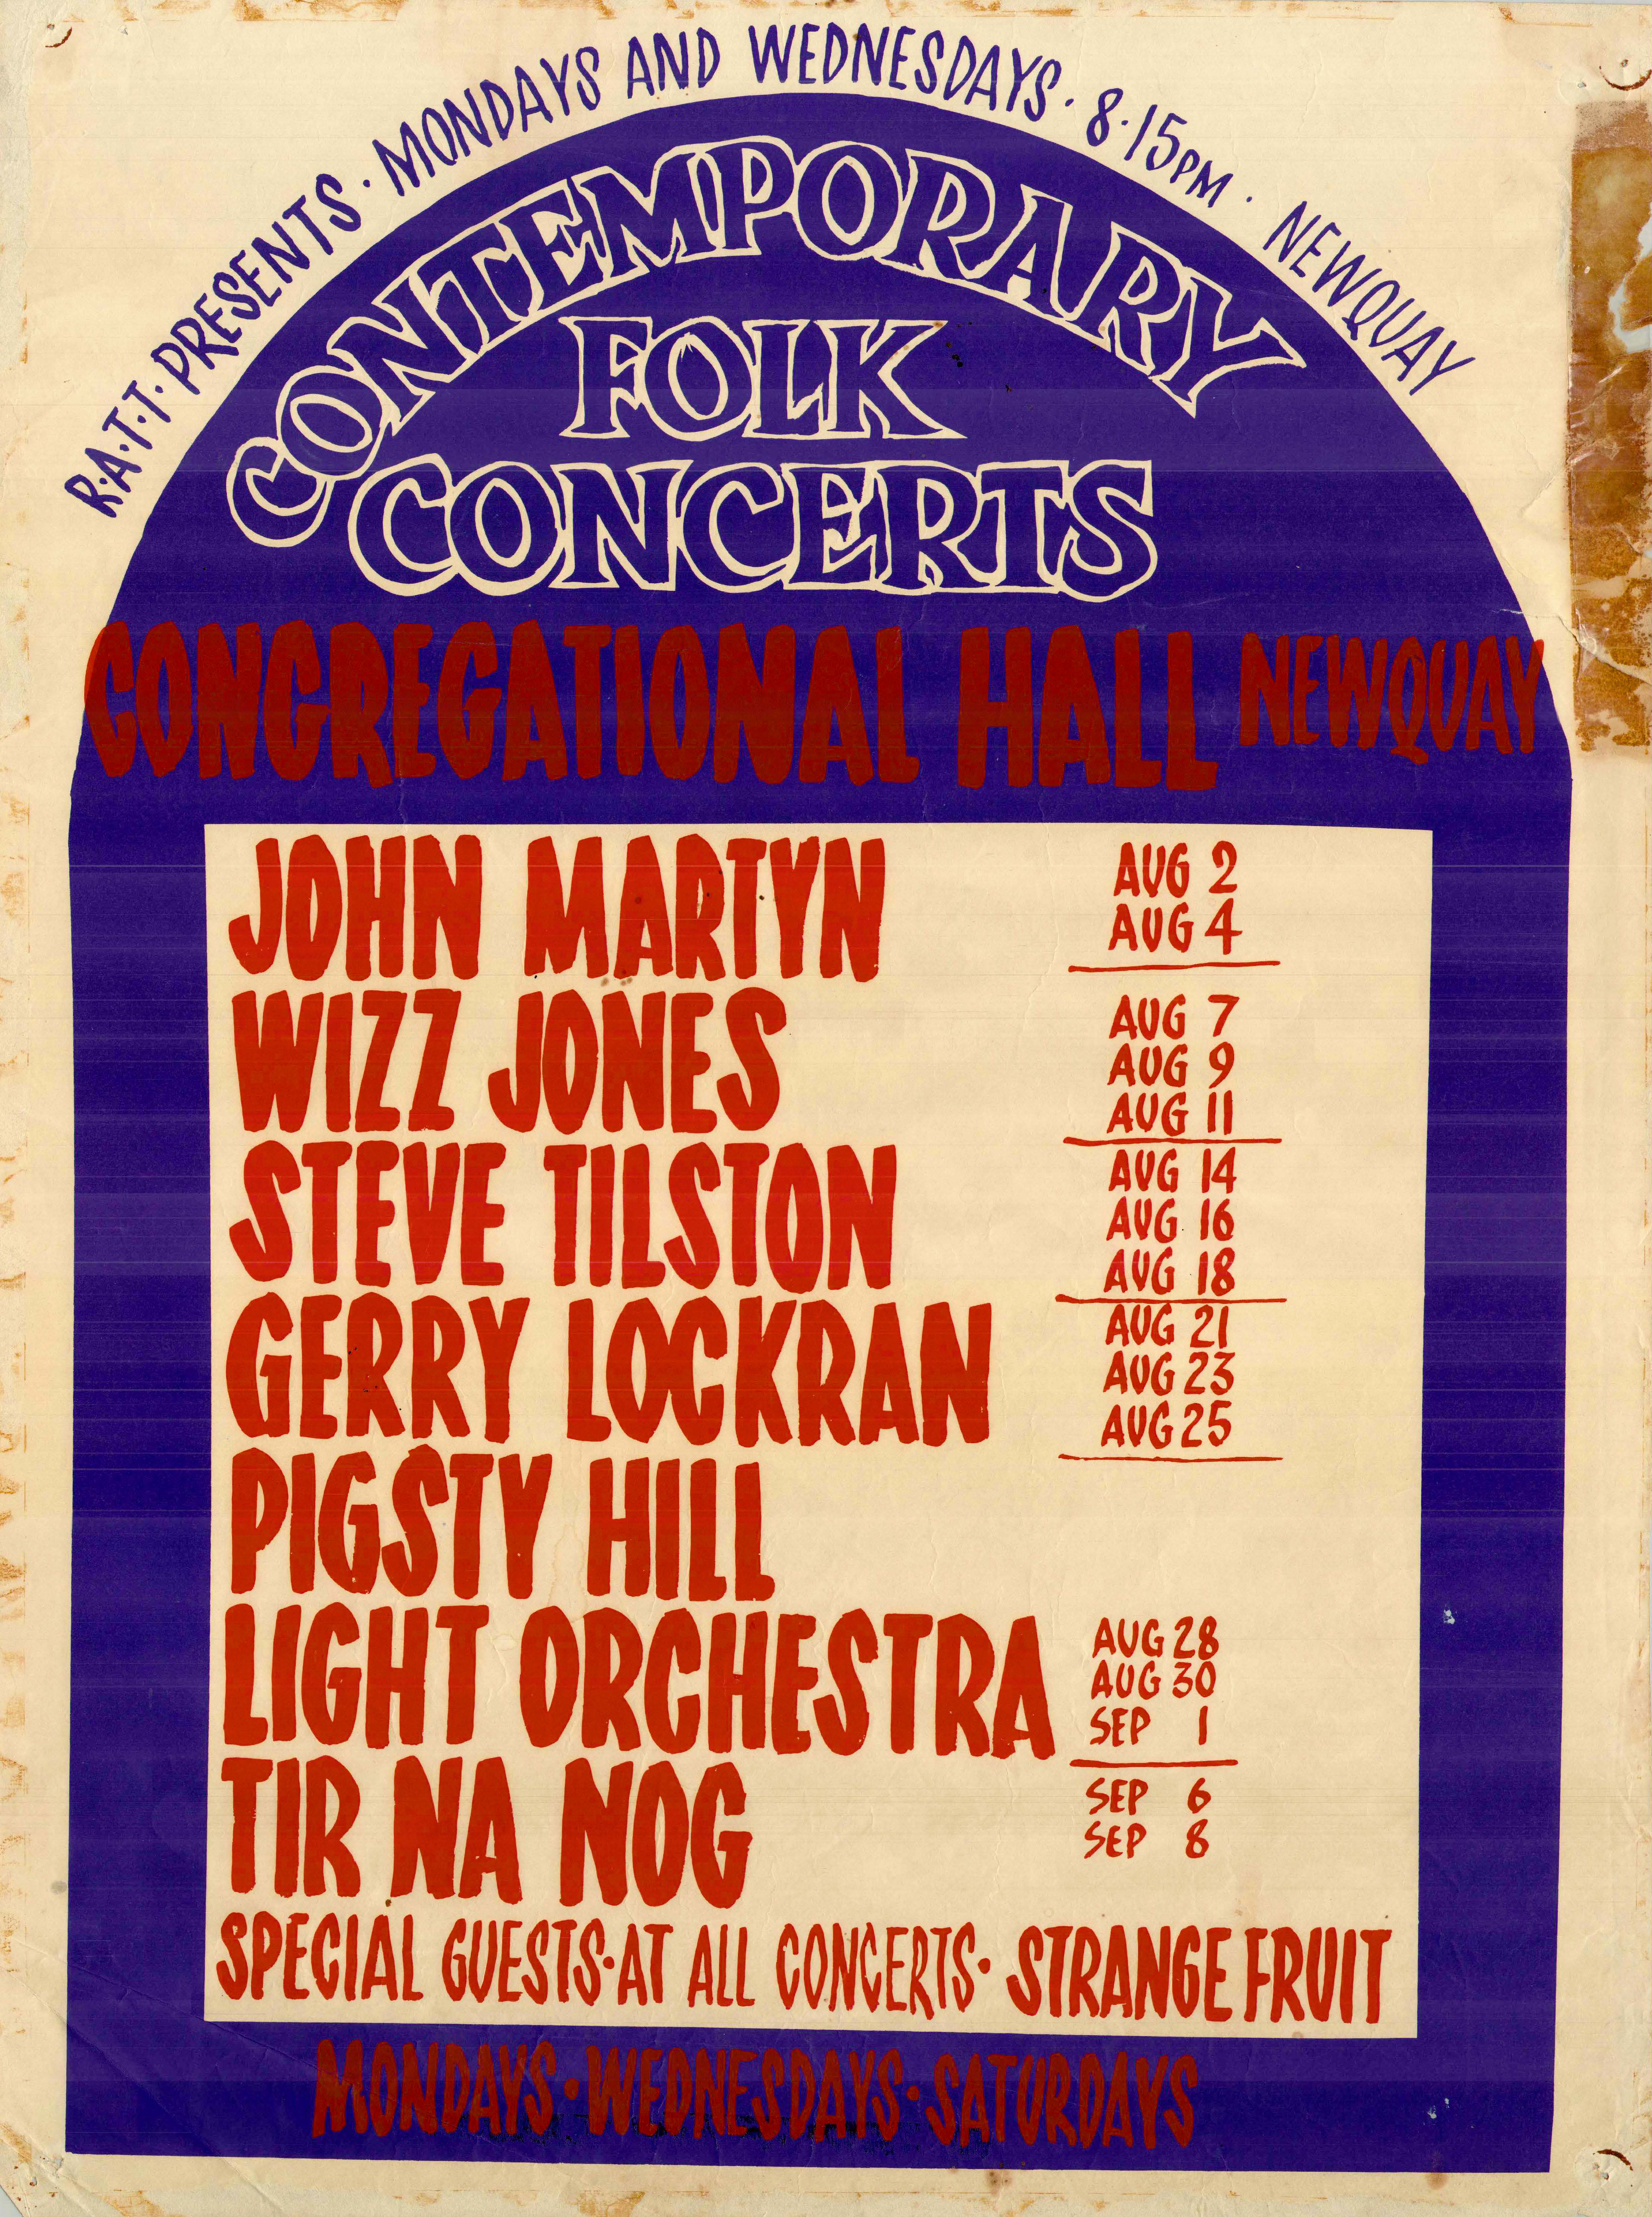 R·A·T·T· PRESENTS · MONDAYS AND WEDNESDAYS · 8·15PM · NEWQUAY
CONTEMPORARY
FOLK
CONCERTS
CONGREGATIONAL HALL NEWQUAY
JOHN MARTYN
AUG 2
AUG 4
WIZZ JONES
AUG 7
AUG 9
AUG 11
STEVE TILSTON
AUG 14
AUG 16
AUG 18
GERRY LOCKRAN
AUG 21
AUG 23
AUG 25
PIGSTY HILL
LIGHT ORCHESTRA
AUG 28
AUG 30
SEP 1
TIR NA NOG
SEP 6
SEP 8
SPECIAL GUESTS·AT ALL CONCERTS· STRANGE FRUIT
MONDAYS·WEDNESDAYS·SATURDAYS